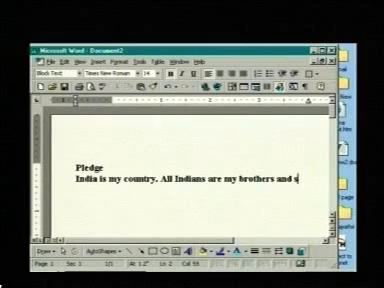 Microsoft Word - Document2
File Edit View Insert Format Tools Table Window Help
Block Text Times New Roman 14 B I U
Pledge
India is my country. All Indians are my brothers and s
Draw AutoShapes
Page 1 Sec 1 1/1 At 1.2" Ln 2 Col 55